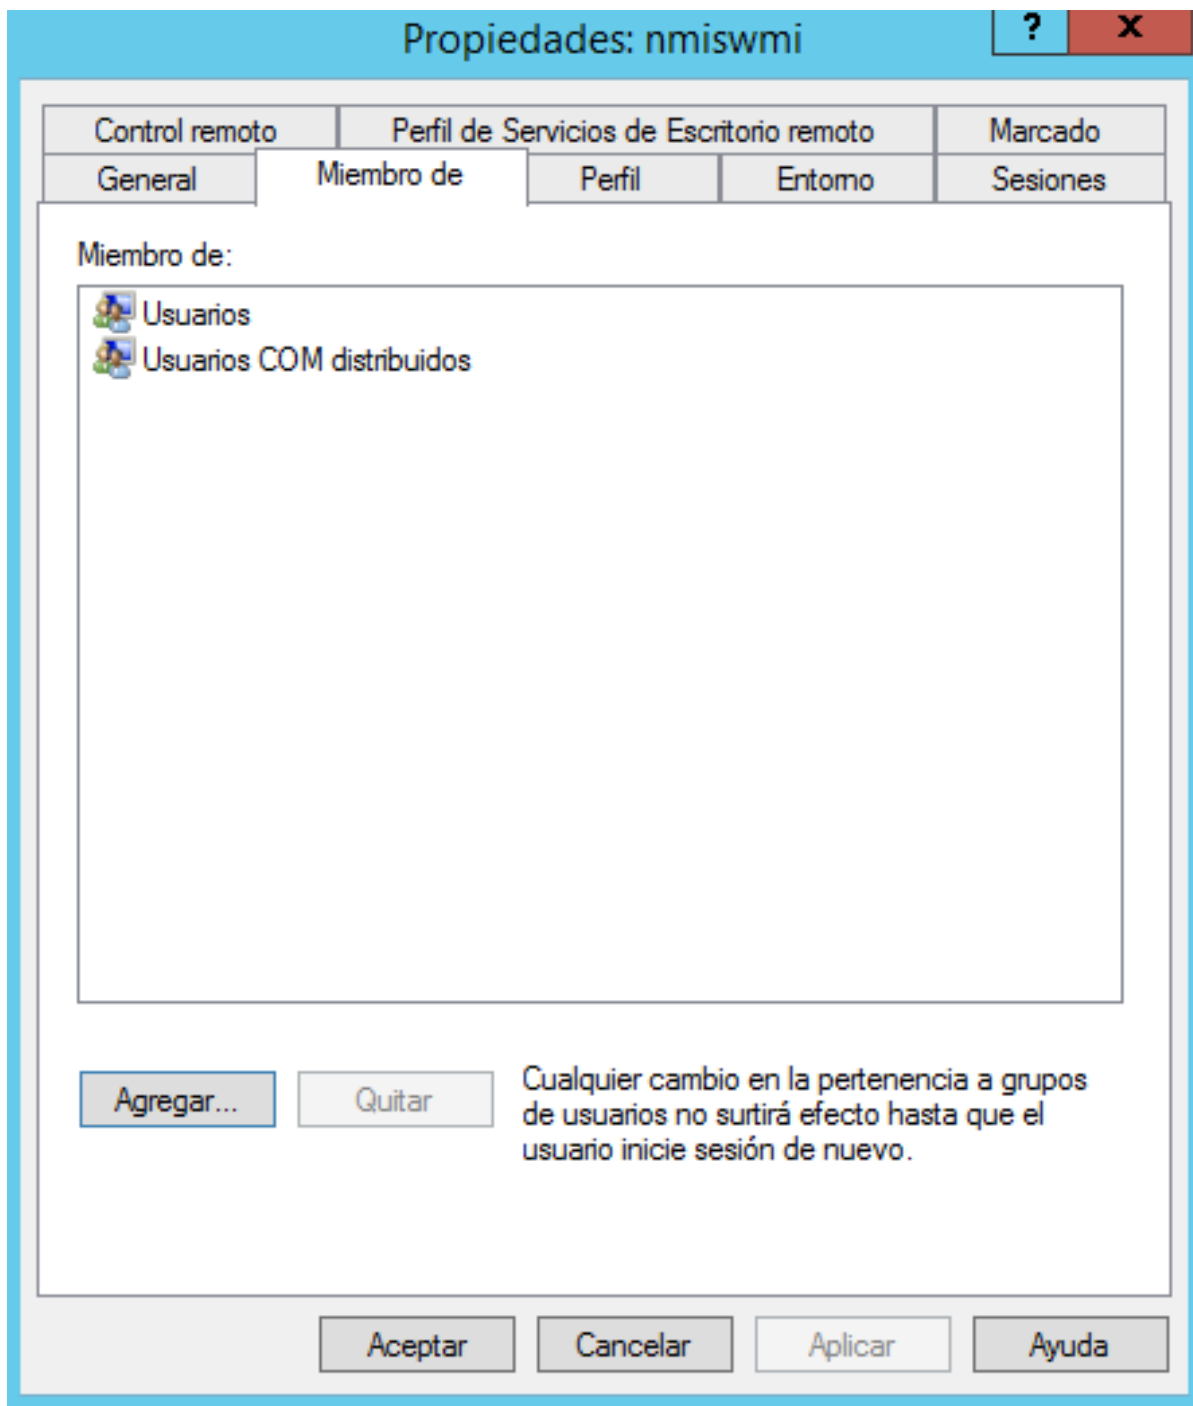 Propiedades: nmiswmi
?
x
Control remoto
Perfil de Servicios de Escritorio remoto
Marcado
General
Miembro de
Perfil
Entorno
Sesiones
Miembro de:
Usuarios
Usuarios COM distribuidos
Agregar...
Quitar
Cualquier cambio en la pertenencia a grupos
de usuarios no surtirá efecto hasta que el
usuario inicie sesión de nuevo.
Aceptar
Cancelar
Aplicar
Ayuda